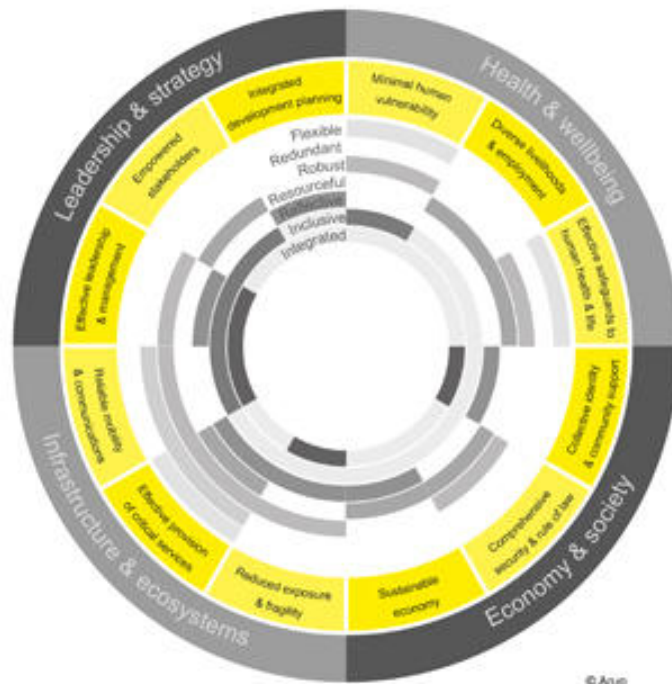 Leadership & strategy
Health & wellbeing
Economy & society
Infrastructure & ecosystems
Integrated
development planning
Minimal human
vulnerability
Diverse livelihoods
& employment
Effective safeguards to
human health & life
Collective identity
& community support
Comprehensive
security & rule of law
Sustainable
economy
Reduced exposure
& fragility
Effective provision
of critical services
Reliable mobility
& communications
Effective leadership
& management
Empowered
stakeholders
Flexible
Redundant
Robust
Resourceful
Reflective
Inclusive
Integrated
© Arup